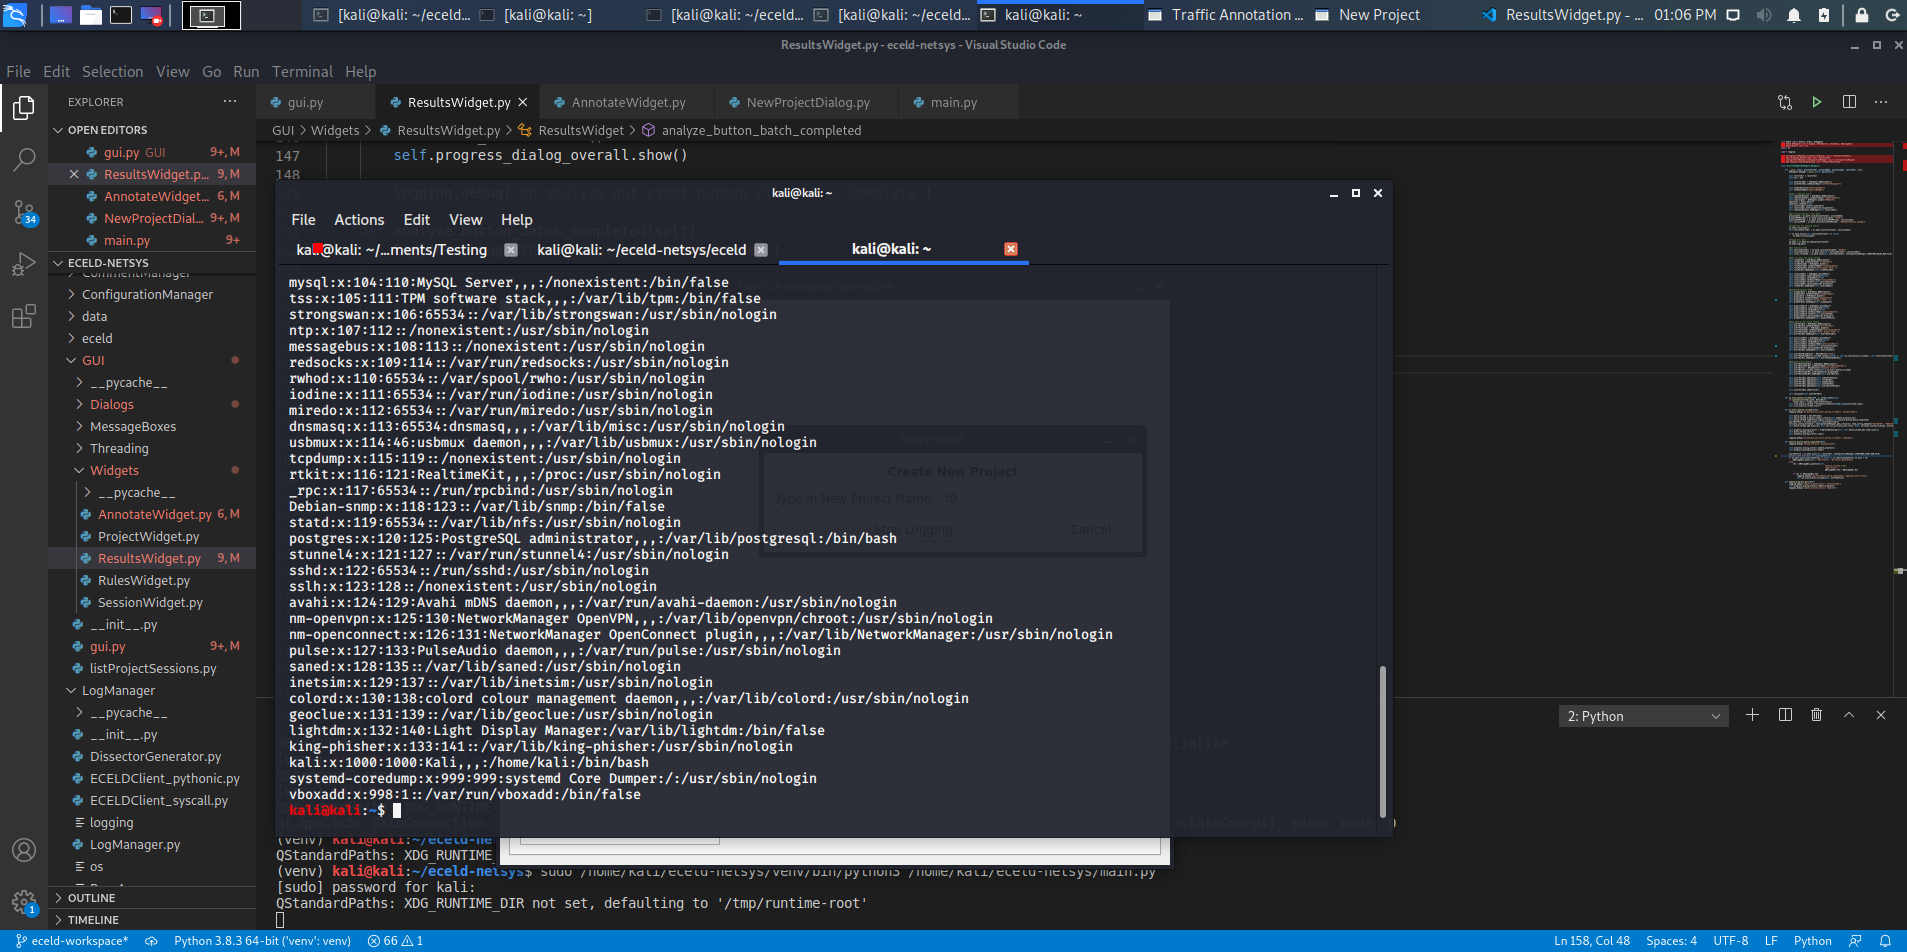 [kali@kali: ~/eceld...
[kali@kali: ~]
[kali@kali: ~/eceld...
[kali@kali: ~/eceld...
kali@kali: ~
Traffic Annotation ...
New Project
ResultsWidget.py - ...
01:06 PM
ResultsWidget.py - eceld-netsys - Visual Studio Code
File Edit Selection View Go Run Terminal Help
EXPLORER
gui.py
ResultsWidget.py
AnnotateWidget.py
NewProjectDialog.py
main.py
GUI > Widgets > ResultsWidget.py > ResultsWidget > analyze_button_batch_completed
OPEN EDITORS
gui.py GUI 9+, M
ResultsWidget.p... 9, M
AnnotateWidget... 6, M
NewProjectDial... 9+, M
main.py 9+
ECELD-NETSYS
CommentManager
ConfigurationManager
data
eceld
GUI
__pycache__
Dialogs
MessageBoxes
Threading
Widgets
__pycache__
AnnotateWidget.py 6, M
ProjectWidget.py
ResultsWidget.py 9, M
RulesWidget.py
SessionWidget.py
__init__.py
gui.py 9+, M
listProjectSessions.py
LogManager
__pycache__
__init__.py
DissectorGenerator.py
ECELDClient_pythonic.py
ECELDClient_syscall.py
logging
LogManager.py
os
OUTLINE
TIMELINE
34
1
147 self.progress_dialog_overall.show()
148
kali@kali: ~
File Actions Edit View Help
kali@kali: ~/...ments/Testing
kali@kali: ~/eceld-netsys/eceld
kali@kali: ~
mysql:x:104:110:MySQL Server,,,:/nonexistent:/bin/false
tss:x:105:111:TPM software stack,,,:/var/lib/tpm:/bin/false
strongswan:x:106:65534::/var/lib/strongswan:/usr/sbin/nologin
ntp:x:107:112::/nonexistent:/usr/sbin/nologin
messagebus:x:108:113::/nonexistent:/usr/sbin/nologin
redsocks:x:109:114::/var/run/redsocks:/usr/sbin/nologin
rwhod:x:110:65534::/var/spool/rwho:/usr/sbin/nologin
iodine:x:111:65534::/var/run/iodine:/usr/sbin/nologin
miredo:x:112:65534::/var/run/miredo:/usr/sbin/nologin
dnsmasq:x:113:65534:dnsmasq,,,:/var/lib/misc:/usr/sbin/nologin
usbmux:x:114:46:usbmux daemon,,,:/var/lib/usbmux:/usr/sbin/nologin
tcpdump:x:115:119::/nonexistent:/usr/sbin/nologin
rtkit:x:116:121:RealtimeKit,,,:/proc:/usr/sbin/nologin
_rpc:x:117:65534::/run/rpcbind:/usr/sbin/nologin
Debian-snmp:x:118:123::/var/lib/snmp:/bin/false
statd:x:119:65534::/var/lib/nfs:/usr/sbin/nologin
postgres:x:120:125:PostgreSQL administrator,,,:/var/lib/postgresql:/bin/bash
stunnel4:x:121:127::/var/run/stunnel4:/usr/sbin/nologin
sshd:x:122:65534::/run/sshd:/usr/sbin/nologin
sslh:x:123:128::/nonexistent:/usr/sbin/nologin
avahi:x:124:129:Avahi mDNS daemon,,,:/var/run/avahi-daemon:/usr/sbin/nologin
nm-openvpn:x:125:130:NetworkManager OpenVPN,,,:/var/lib/openvpn/chroot:/usr/sbin/nologin
nm-openconnect:x:126:131:NetworkManager OpenConnect plugin,,,:/var/lib/NetworkManager:/usr/sbin/nologin
pulse:x:127:133:PulseAudio daemon,,,:/var/run/pulse:/usr/sbin/nologin
saned:x:128:135::/var/lib/saned:/usr/sbin/nologin
inetsim:x:129:137::/var/lib/inetsim:/usr/sbin/nologin
colord:x:130:138:colord colour management daemon,,,:/var/lib/colord:/usr/sbin/nologin
geoclue:x:131:139::/var/lib/geoclue:/usr/sbin/nologin
lightdm:x:132:140:Light Display Manager:/var/lib/lightdm:/bin/false
king-phisher:x:133:141::/var/lib/king-phisher:/usr/sbin/nologin
kali:x:1000:1000:Kali,,,:/home/kali:/bin/bash
systemd-coredump:x:999:999:systemd Core Dumper:/:/usr/sbin/nologin
vboxadd:x:998:1::/var/run/vboxadd:/bin/false
kali@kali:~$
Create New Project
Type in New Project Name: t0
Stop Logging
Cancel
2: Python
(venv) kali@kali:~/eceld-ne
QStandardPaths: XDG_RUNTIME_
(venv) kali@kali:~/eceld-netsys$ sudo /home/kali/eceld-netsys/venv/bin/python3 /home/kali/eceld-netsys/main.py
[sudo] password for kali:
QStandardPaths: XDG_RUNTIME_DIR not set, defaulting to '/tmp/runtime-root'
eceld-workspace*
Python 3.8.3 64-bit ('venv': venv)
66
1
Ln 158, Col 48
Spaces: 4
UTF-8
LF
Python